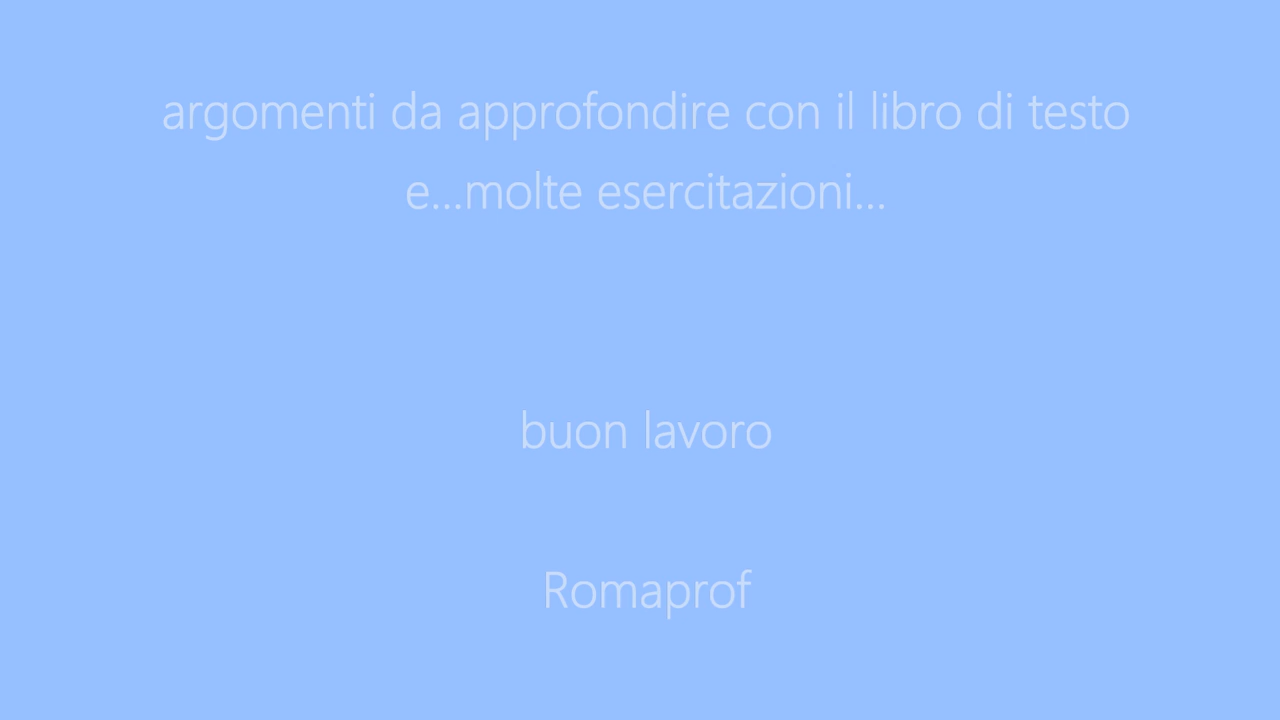 argomenti da approfondire con il libro di testo
e...molte esercitazioni...
buon lavoro
Romaprof